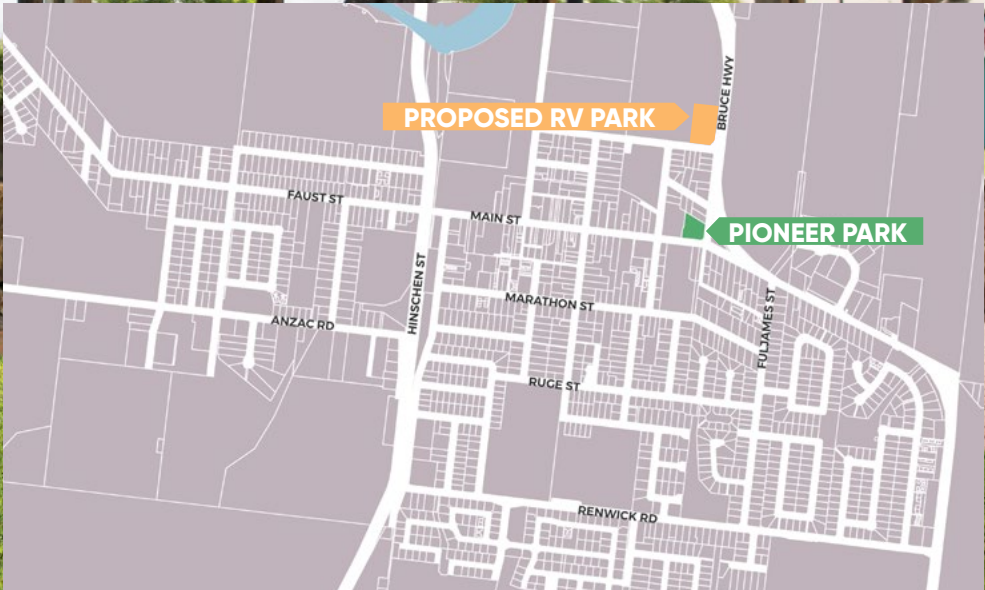 BRUCE HWY
PROPOSED RV PARK
FAUST ST
MAIN ST
PIONEER PARK
HINSCHEN ST
MARATHON ST
FULJAMES ST
ANZAC RD
RUGE ST
RENWICK RD